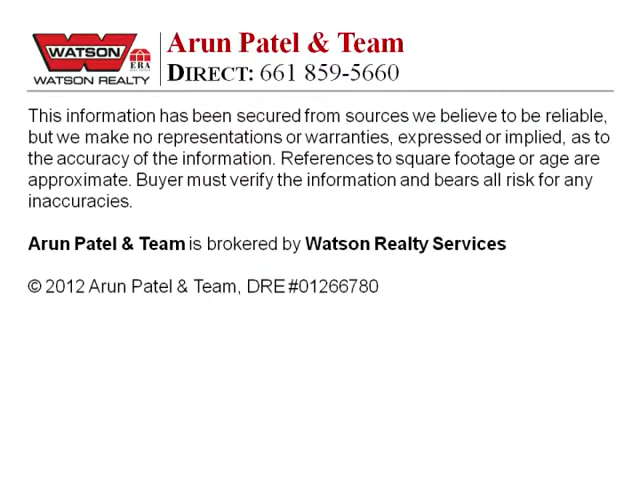 WATSON
ERA
WATSON REALTY
Arun Patel & Team
DIRECT: 661 859-5660
This information has been secured from sources we believe to be reliable,
but we make no representations or warranties, expressed or implied, as to
the accuracy of the information. References to square footage or age are
approximate. Buyer must verify the information and bears all risk for any
inaccuracies.
Arun Patel & Team is brokered by Watson Realty Services
© 2012 Arun Patel & Team, DRE #01266780